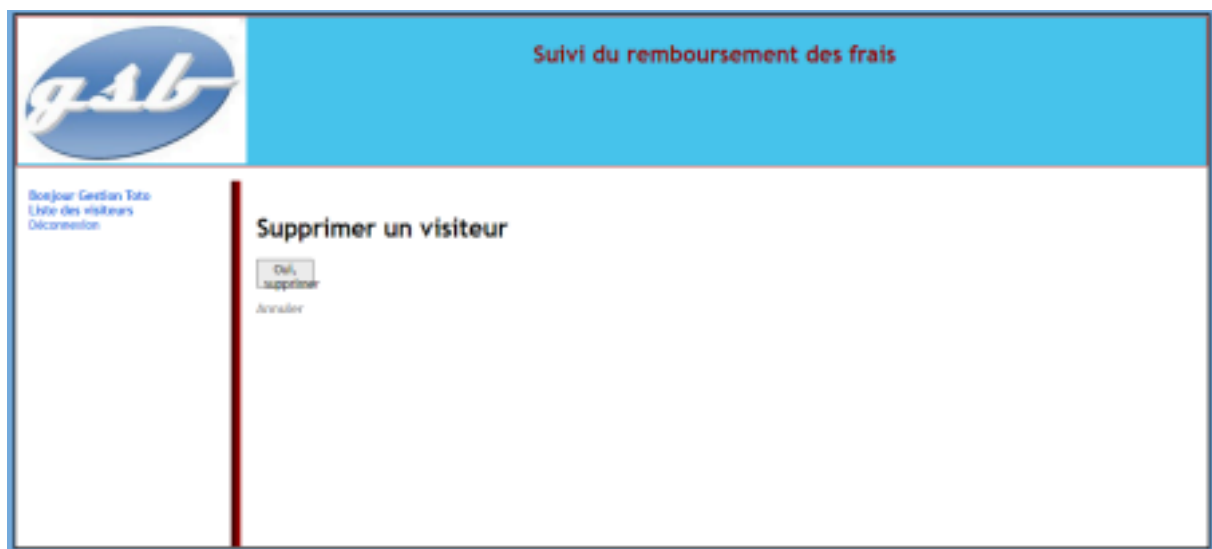 gsb
Suivi du remboursement des frais
Bonjour Gestion Toto
Liste des visiteurs
Déconnexion
Supprimer un visiteur
Oui,
supprimer
Annuler